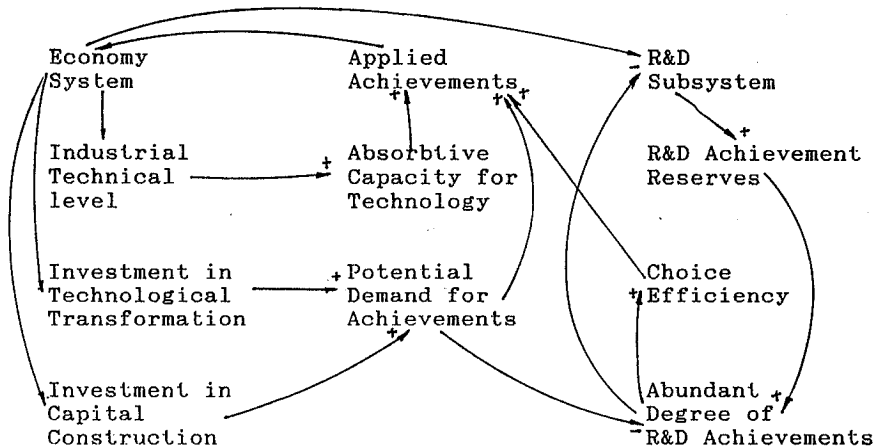 Economy
System
Applied
Achievements
R&D
Subsystem
Industrial
Technical
level
Absorbtive
Capacity for
Technology
R&D Achievement
Reserves
Investment in
Technological
Transformation
Potential
Demand for
Achievements
Choice
Efficiency
Investment in
Capital
Construction
Abundant
Degree of
R&D Achievements